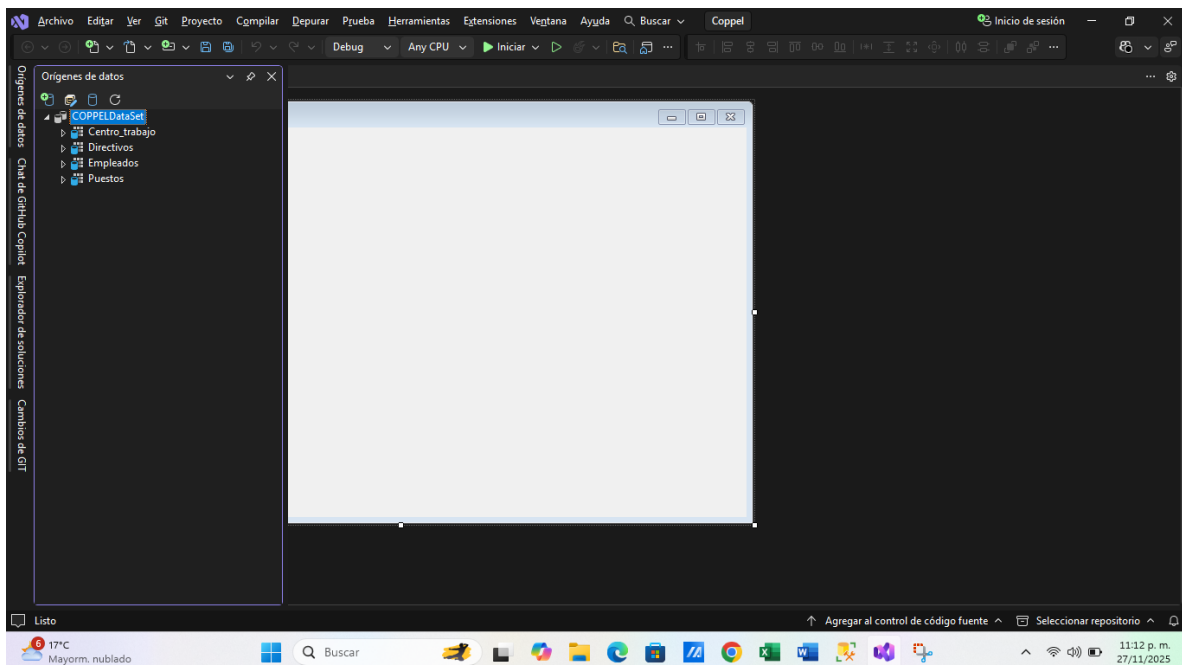 Archivo Editar Ver Git Proyecto Compilar Depurar Prueba Herramientas Extensiones Ventana Ayuda Buscar Coppel Inicio de sesión
Debug Any CPU Iniciar
Orígenes de datos
COPPELDataSet
Centro_trabajo
Directivos
Empleados
Puestos
Orígenes de datos
Chat de GitHub Copilot
Explorador de soluciones
Cambios de GIT
Listo Agregar al control de código fuente Seleccionar repositorio
6 17°C
Mayorm. nublado
Buscar
11:12 p. m.
27/11/2025